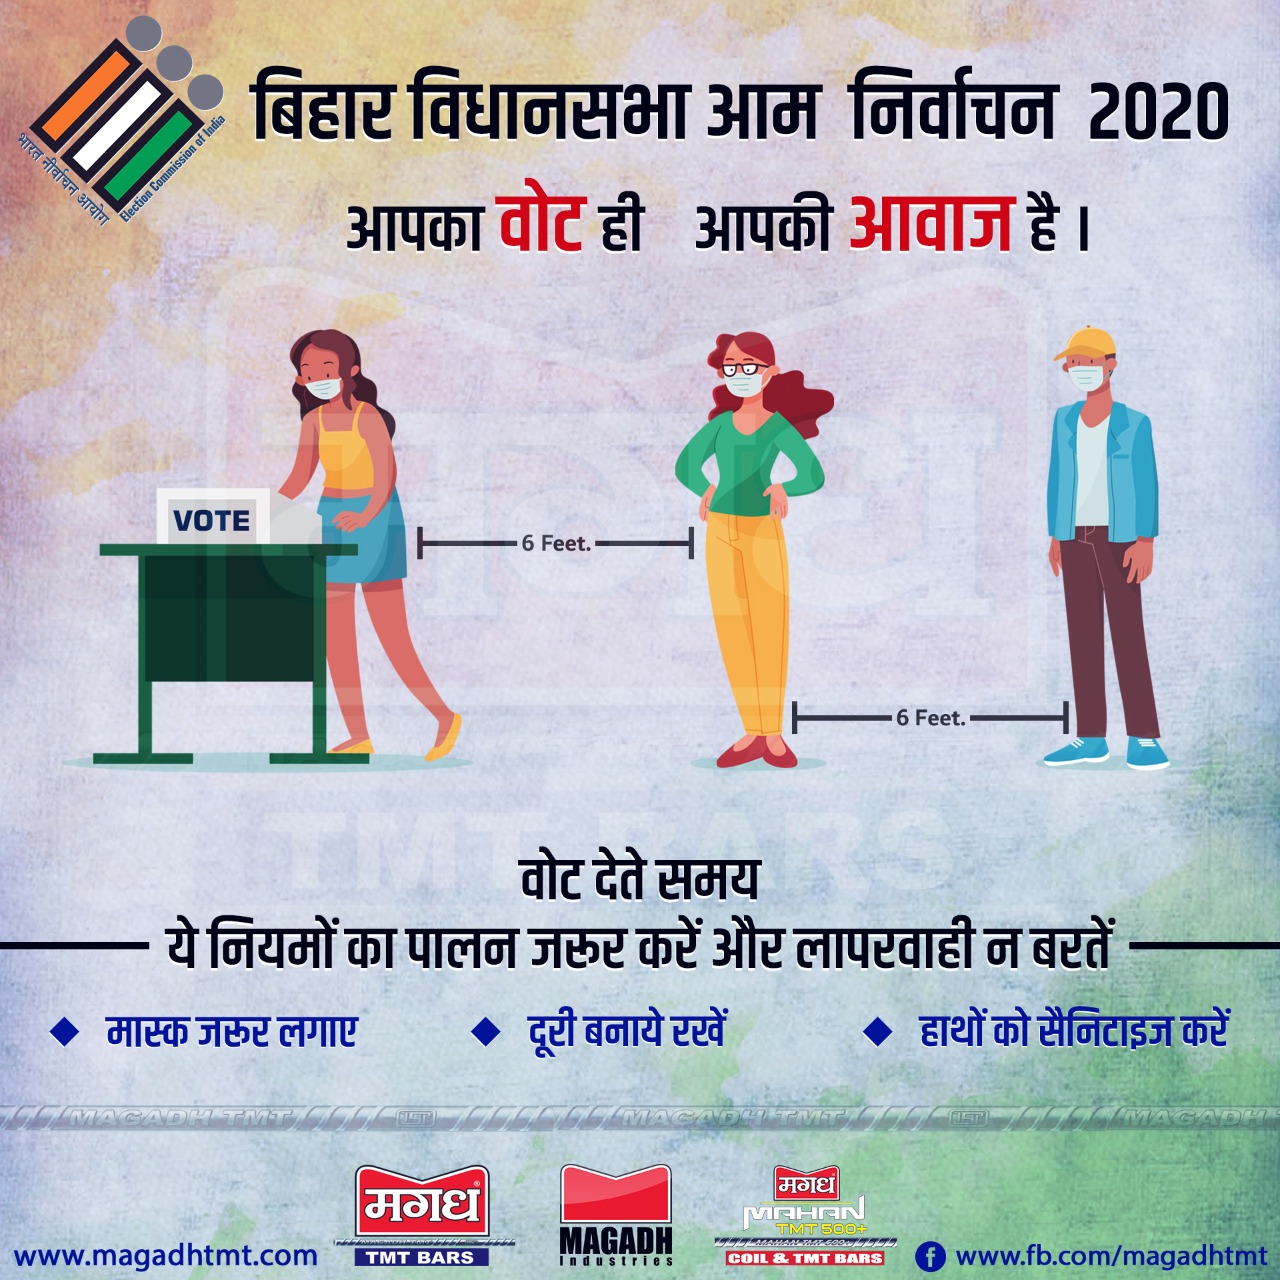 भारत निर्वाचन आयोग
Election Commission of India
बिहार विधानसभा आम निर्वाचन 2020
आपका वोट ही आपकी आवाज है ।
VOTE
6 Feet.
6 Feet.
मगध
TMT BARS
वोट देते समय
ये नियमों का पालन जरूर करें और लापरवाही न बरतें
मास्क जरूर लगाए
दूरी बनाये रखें
हाथों को सैनिटाइज करें
MAGADH TMT MAGADH TMT MAGADH
मगध
TMT BARS
MAGADH
Industries
मगध
MAHAN
TMT 500+
COIL & TMT BARS
www.magadhtmt.com
www.fb.com/magadhtmt